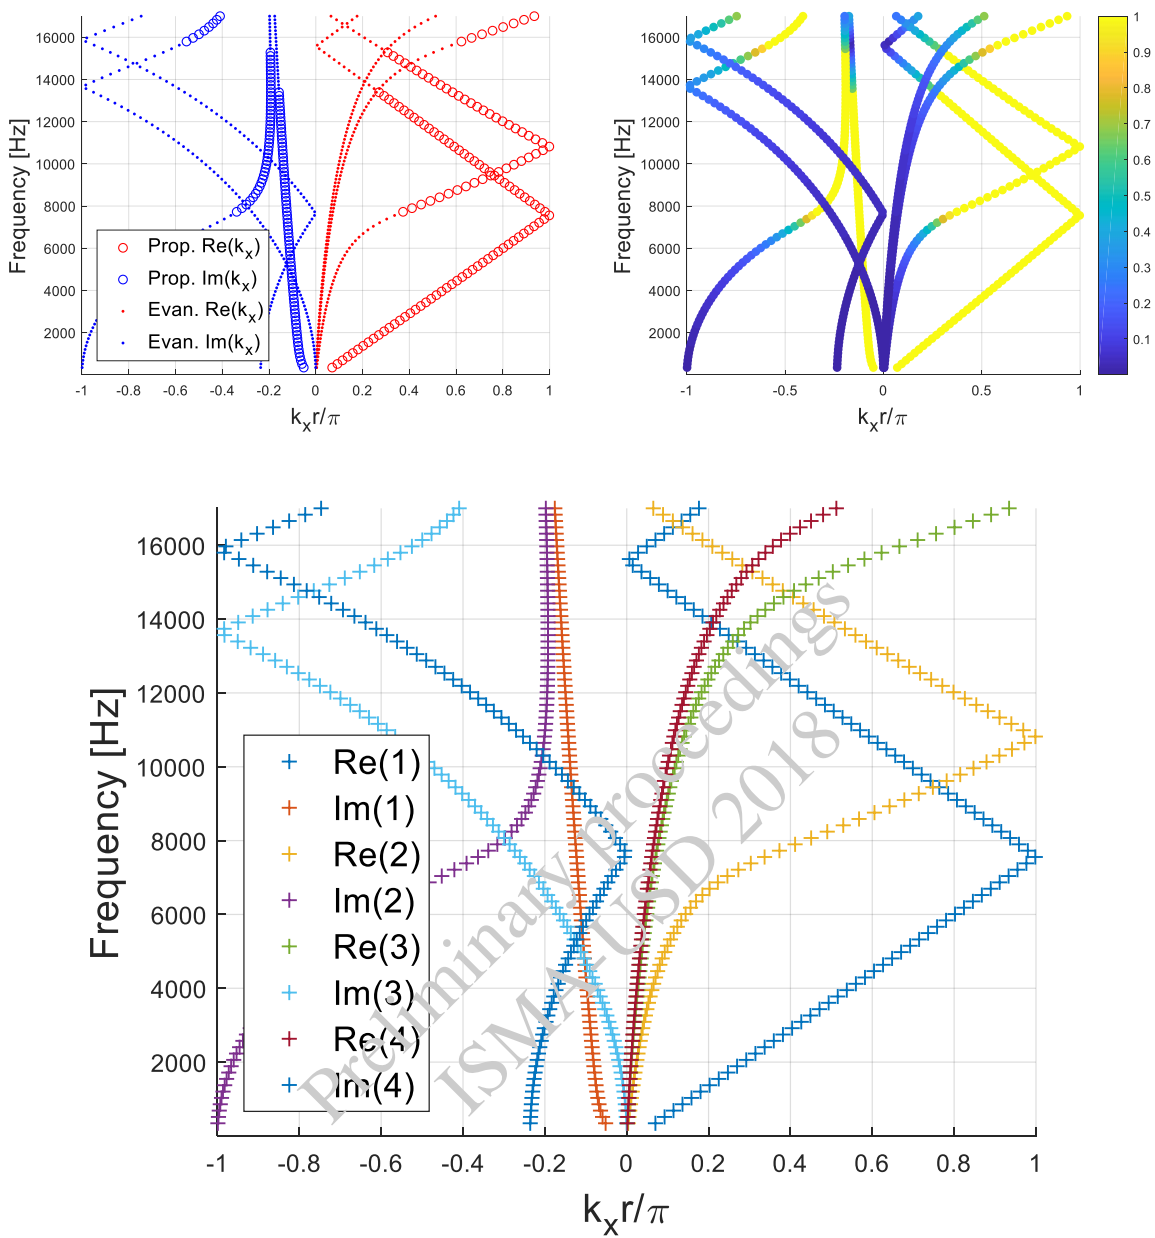 16000
14000
12000
10000
8000
6000
4000
2000
Frequency [Hz]
Prop. Re(kx)
Prop. Im(kx)
Evan. Re(kx)
Evan. Im(kx)
-1 -0.8 -0.6 -0.4 -0.2 0 0.2 0.4 0.6 0.8 1
kxr/π
16000
14000
12000
10000
8000
6000
4000
2000
Frequency [Hz]
-1 -0.5 0 0.5 1
kxr/π
1
0.9
0.8
0.7
0.6
0.5
0.4
0.3
0.2
0.1
16000
14000
12000
10000
8000
6000
4000
2000
Frequency [Hz]
Re(1)
Im(1)
Re(2)
Im(2)
Re(3)
Im(3)
Re(4)
Im(4)
Preliminary proceedings
ISMA-USD 2018
-1 -0.8 -0.6 -0.4 -0.2 0 0.2 0.4 0.6 0.8 1
kxr/π